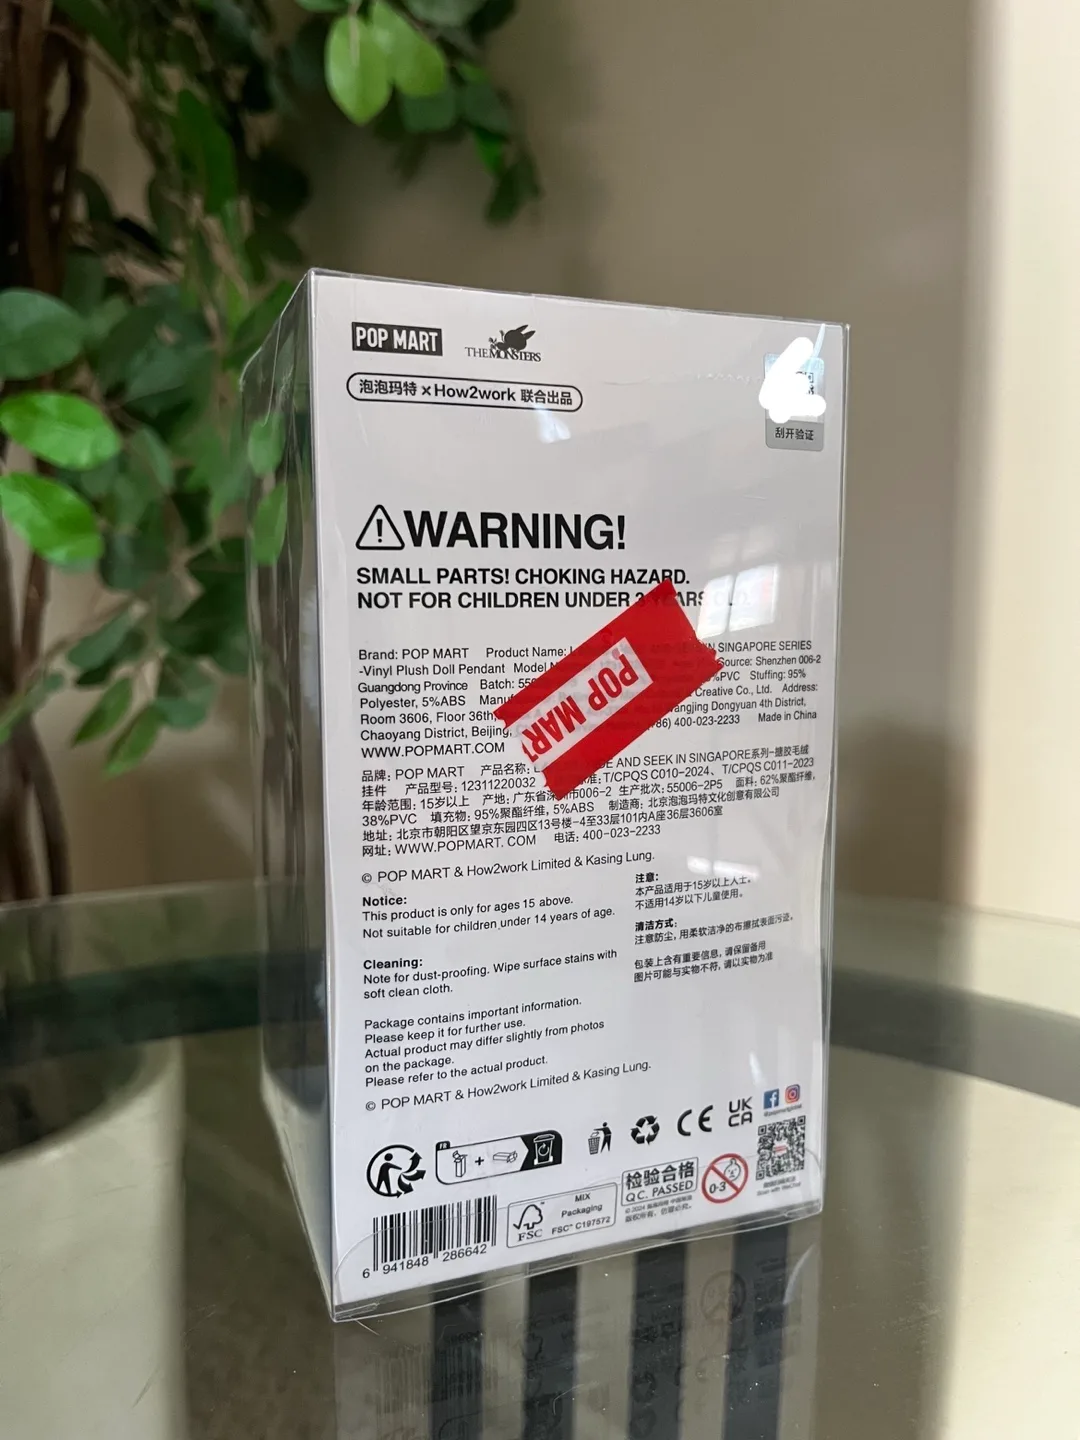 POP MART
THE MONSTERS
泡泡玛特 × How2work 联合出品
刮开验证
WARNING!
SMALL PARTS! CHOKING HAZARD.
NOT FOR CHILDREN UNDER 3 YEARS
Brand: POP MART Product Name: IN SINGAPORE SERIES
-Vinyl Plush Doll Pendant Model Source: Shenzhen 006-2
Guangdong Province Batch: PVC Stuffing: 95%
Polyester, 5%ABS Creative Co., Ltd. Address:
Room 3606, Floor 36th, Wangjing Dongyuan 4th District,
Chaoyang District, Beijing, 400-023-2233 Made in China
WWW.POPMART.COM
POP MART
品牌: POP MART 产品名称: AND SEEK IN SINGAPORE系列-搪胶毛绒
挂件 产品型号: 12311220032 T/CPQS C010-2024、T/CPQS C011-2023
年龄范围: 15岁以上 产地: 广东省深圳市006-2 生产批次: 55006-2P5 面料: 62%聚酯纤维,
38%PVC 填充物: 95%聚酯纤维, 5%ABS 制造商: 北京泡泡玛特文化创意有限公司
地址: 北京市朝阳区望京东园四区13号楼-4至33层101内A座36层3606室
网址: WWW.POPMART. COM 电话: 400-023-2233
© POP MART & How2work Limited & Kasing Lung.
Notice:
This product is only for ages 15 above.
Not suitable for children under 14 years of age.
注意:
本产品适用于15岁以上人士。
不适用14岁以下儿童使用。
Cleaning:
Note for dust-proofing. Wipe surface stains with
soft clean cloth.
清洁方式:
注意防尘, 用柔软洁净的布擦拭表面污迹。
Package contains important information.
Please keep it for further use.
Actual product may differ slightly from photos
on the package.
Please refer to the actual product.
包装上含有重要信息, 请保留备用
图片可能与实物不符, 请以实物为准
© POP MART & How2work Limited & Kasing Lung.
FR
CE
UK
CA
检验合格
Q.C. PASSED
0-3
FSC
MIX
Packaging
FSC™ C197572
6 941848 286642